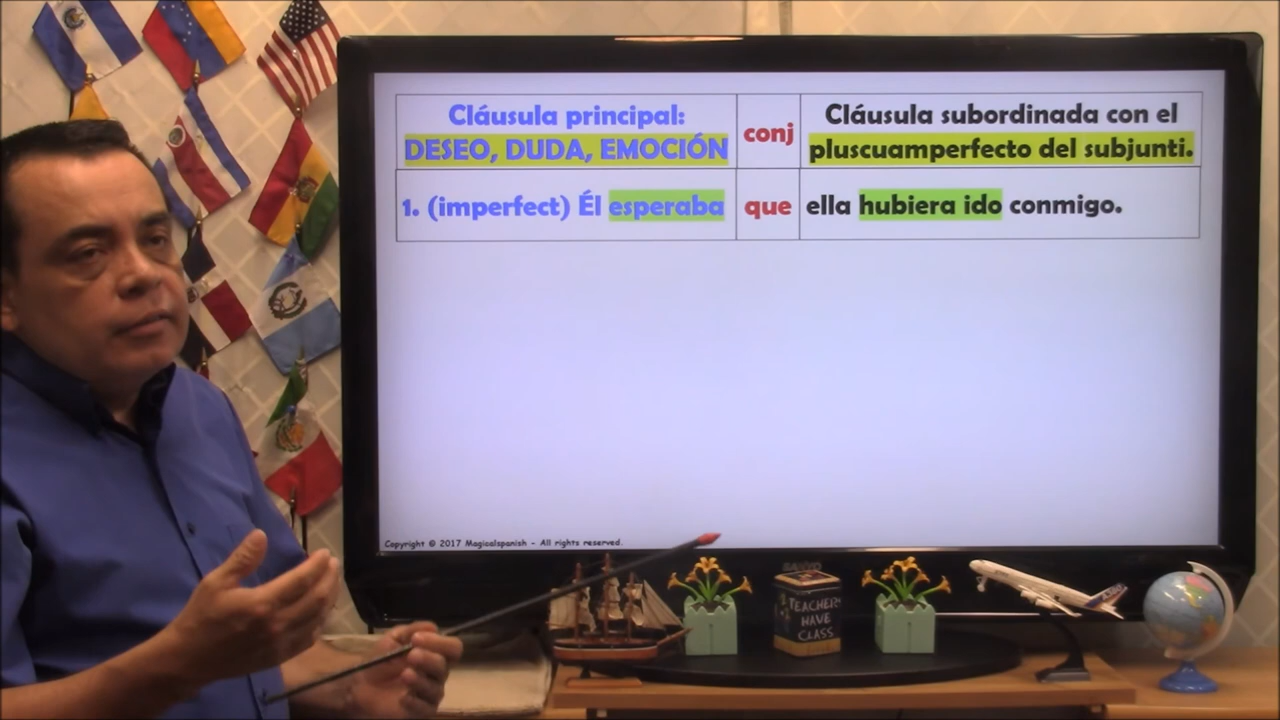 Cláusula principal:
DESEO, DUDA, EMOCIÓN
conj
Cláusula subordinada con el
pluscuamperfecto del subjunti.
1. (imperfect) Él esperaba
que
ella hubiera ido conmigo.
Copyright © 2017 Magicalspanish - All rights reserved.
SANYO
TEACHERS
HAVE
CLASS